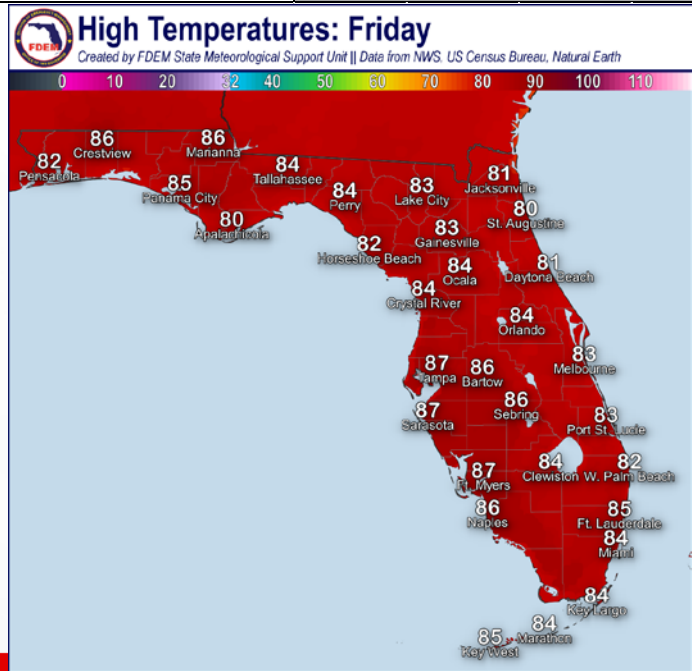 FDEM
High Temperatures: Friday
Created by FDEM State Meteorological Support Unit || Data from NWS, US Census Bureau, Natural Earth
0 10 20 32 40 50 60 70 80 90 100 110
86
Crestview
86
Marianna
82
Pensacola
84
Tallahassee
85
Panama City
84
Perry
83
Lake City
81
Jacksonville
80
Apalachicola
80
St. Augustine
83
Gainesville
82
Horseshoe Beach
84
Ocala
81
Daytona Beach
84
Crystal River
84
Orlando
83
Melbourne
87
Tampa
86
Bartow
86
Sebring
87
Sarasota
83
Port St. Lucie
87
Ft. Myers
84
Clewiston
82
W. Palm Beach
86
Naples
85
Ft. Lauderdale
84
Miami
84
Key Largo
84
Marathon
85
Key West